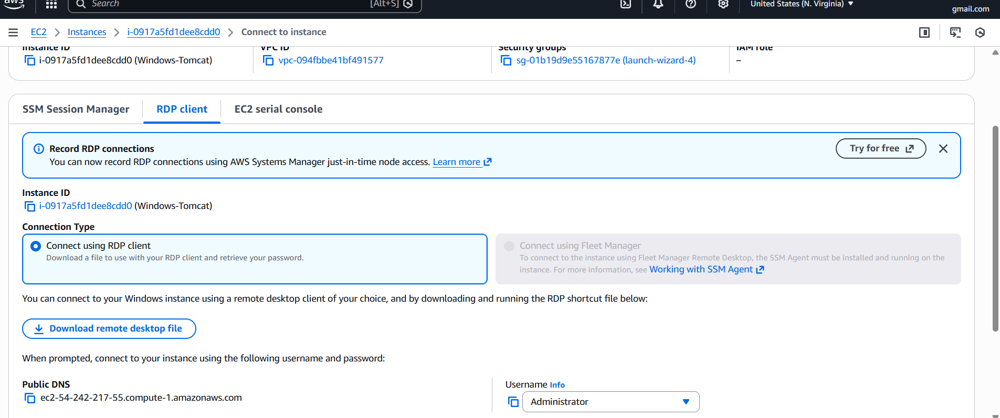 aws
Search [Alt+S] United States (N. Virginia)
gmail.com
EC2 Instances i-0917a5fd1dee8cdd0 Connect to instance
Instance ID VPC ID Security groups IAM role
i-0917a5fd1dee8cdd0 (Windows-Tomcat) vpc-094fbbe41bf491577 sg-01b19d9e55167877e (launch-wizard-4) –
SSM Session Manager RDP client EC2 serial console
Record RDP connections Try for free
You can now record RDP connections using AWS Systems Manager just-in-time node access. Learn more
Instance ID
i-0917a5fd1dee8cdd0 (Windows-Tomcat)
Connection Type
Connect using RDP client
Download a file to use with your RDP client and retrieve your password.
Connect using Fleet Manager
To connect to the instance using Fleet Manager Remote Desktop, the SSM Agent must be installed and running on the
instance. For more information, see Working with SSM Agent
You can connect to your Windows instance using a remote desktop client of your choice, and by downloading and running the RDP shortcut file below:
Download remote desktop file
When prompted, connect to your instance using the following username and password:
Public DNS
ec2-54-242-217-55.compute-1.amazonaws.com
Username Info
Administrator